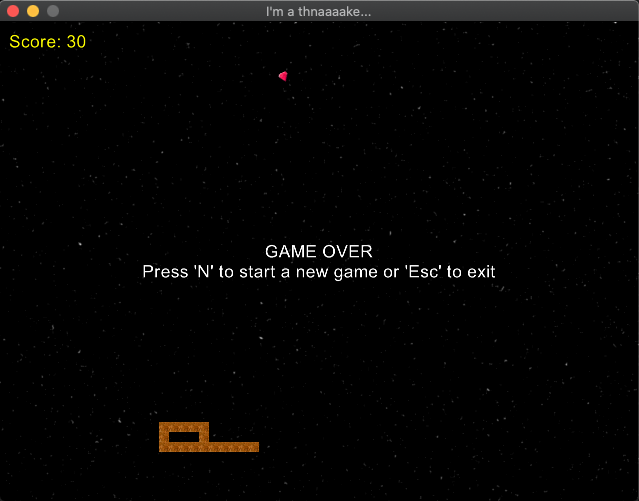 I'm a thnaaaake...
Score: 30
GAME OVER
Press 'N' to start a new game or 'Esc' to exit